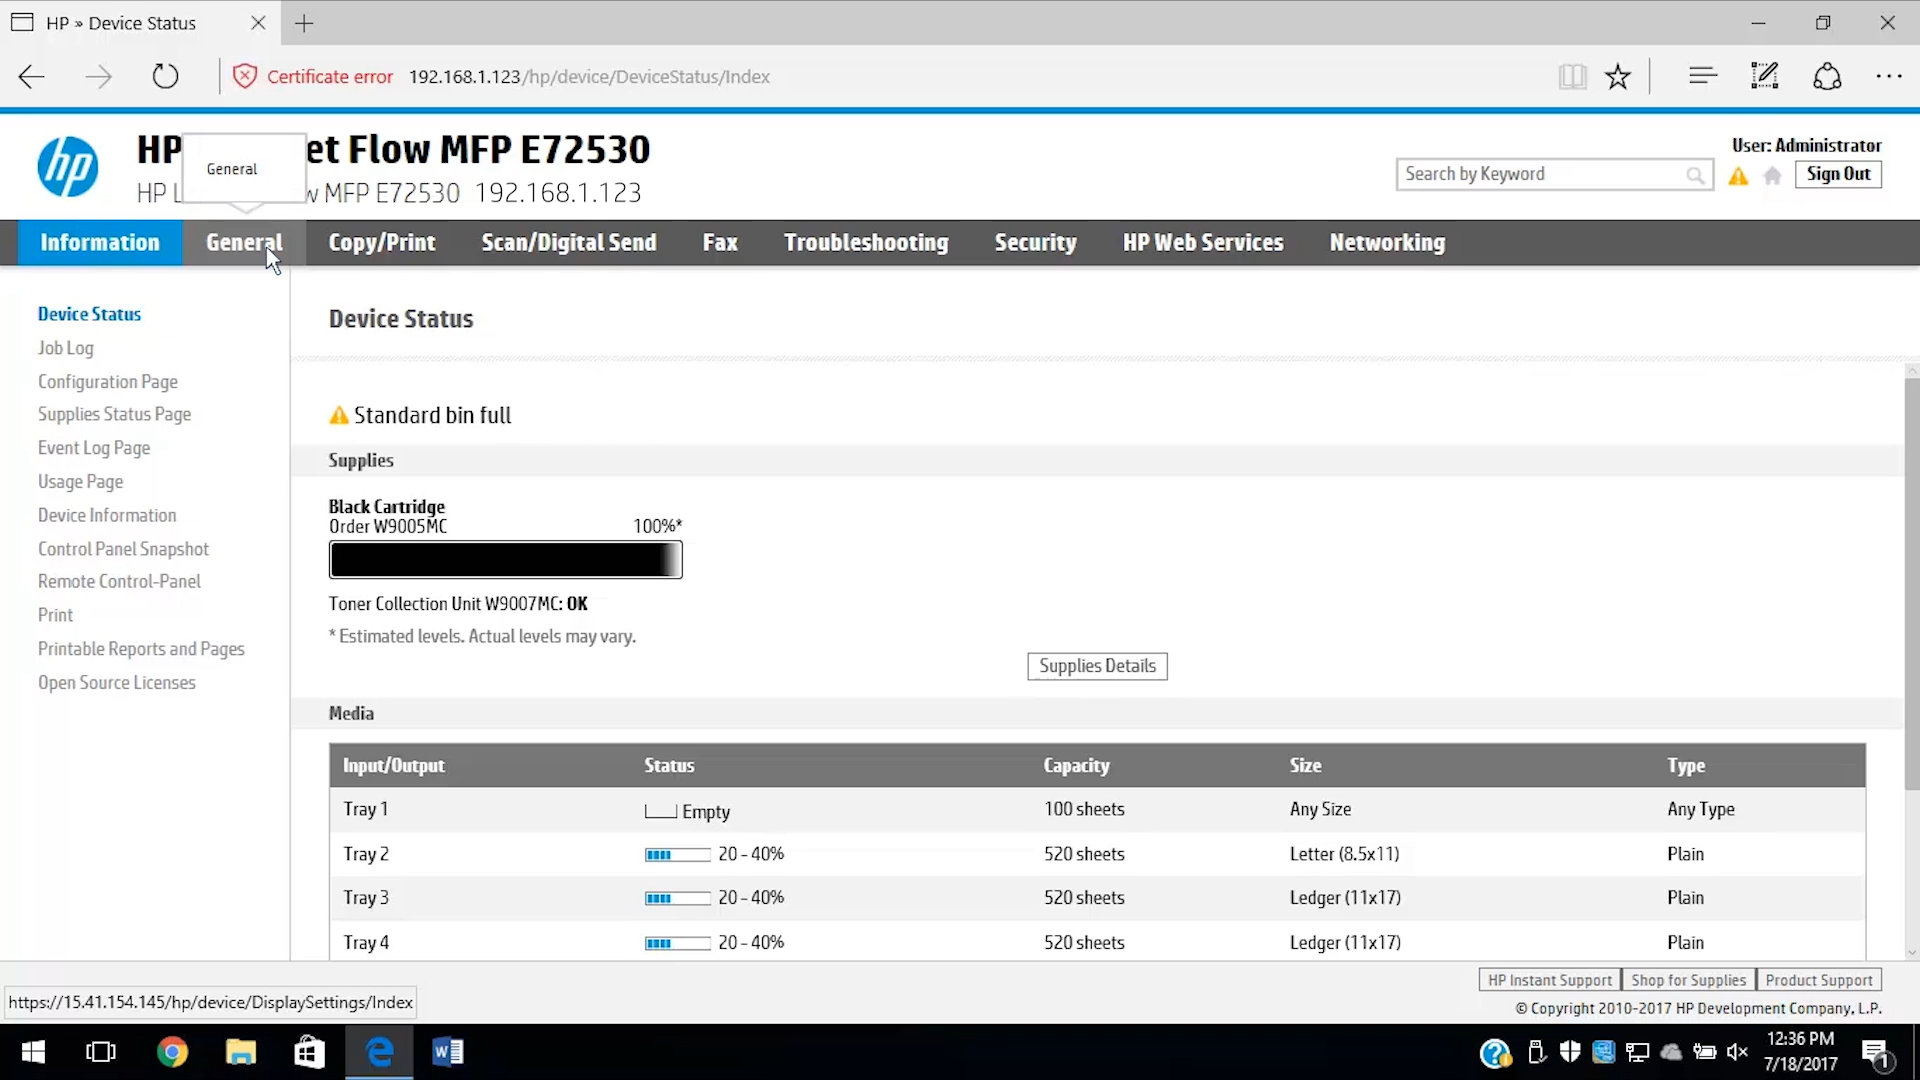 HP » Device Status
Certificate error 192.168.1.123/hp/device/DeviceStatus/Index
hp
HP et Flow MFP E72530
General
HP L w MFP E72530 192.168.1.123
User: Administrator
Search by Keyword
Sign Out
Information General Copy/Print Scan/Digital Send Fax Troubleshooting Security HP Web Services Networking
Device Status
Job Log
Configuration Page
Supplies Status Page
Event Log Page
Usage Page
Device Information
Control Panel Snapshot
Remote Control-Panel
Print
Printable Reports and Pages
Open Source Licenses
Device Status
Standard bin full
Supplies
Black Cartridge
Order W9005MC 100%*
Toner Collection Unit W9007MC: OK
* Estimated levels. Actual levels may vary.
Supplies Details
Media
Input/Output Status Capacity Size Type
Tray 1 Empty 100 sheets Any Size Any Type
Tray 2 20 - 40% 520 sheets Letter (8.5x11) Plain
Tray 3 20 - 40% 520 sheets Ledger (11x17) Plain
Tray 4 20 - 40% 520 sheets Ledger (11x17) Plain
HP Instant Support Shop for Supplies Product Support
https://15.41.154.145/hp/device/DisplaySettings/Index
© Copyright 2010-2017 HP Development Company, L.P.
12:36 PM
7/18/2017
1